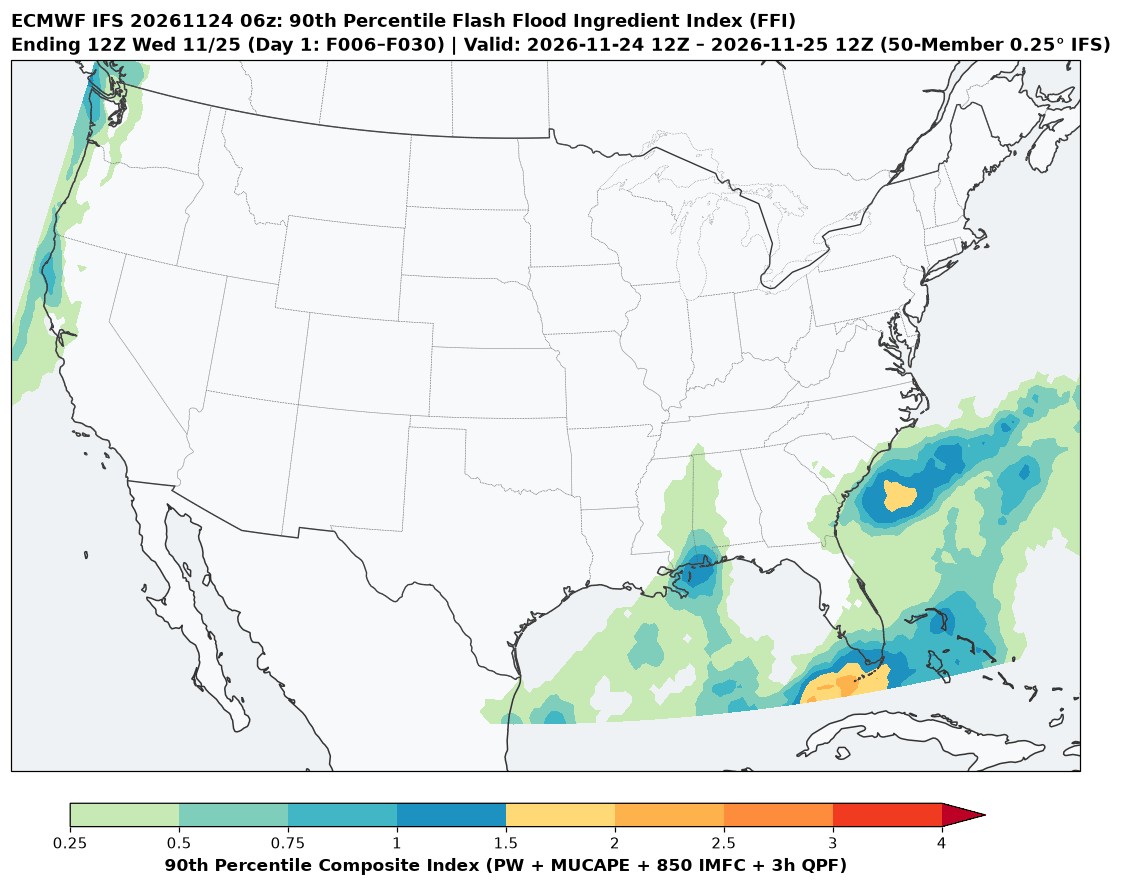 ECMWF IFS 20261124 06z: 90th Percentile Flash Flood Ingredient Index (FFI)
Ending 12Z Wed 11/25 (Day 1: F006–F030) | Valid: 2026-11-24 12Z – 2026-11-25 12Z (50-Member 0.25° IFS)
0.25 0.5 0.75 1 1.5 2 2.5 3 4
90th Percentile Composite Index (PW + MUCAPE + 850 IMFC + 3h QPF)